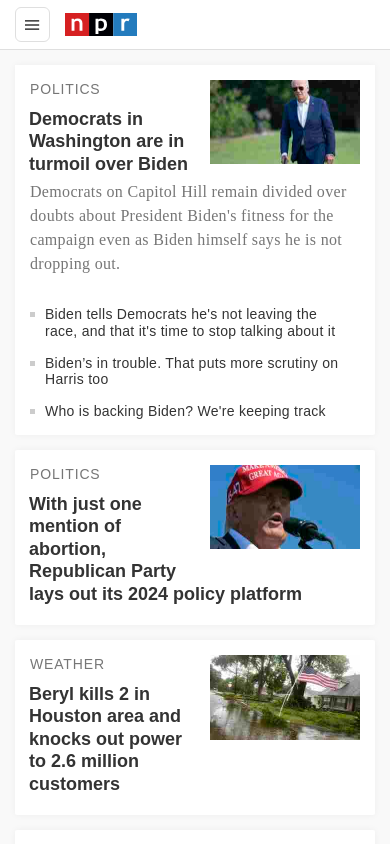 npr
POLITICS
Democrats in
Washington are in
turmoil over Biden
Democrats on Capitol Hill remain divided over
doubts about President Biden's fitness for the
campaign even as Biden himself says he is not
dropping out.
Biden tells Democrats he's not leaving the
race, and that it's time to stop talking about it
Biden's in trouble. That puts more scrutiny on
Harris too
Who is backing Biden? We're keeping track
POLITICS
With just one
mention of
abortion,
Republican Party
lays out its 2024 policy platform
MAKE AM
GREAT
WEATHER
Beryl kills 2 in
Houston area and
knocks out power
to 2.6 million
customers